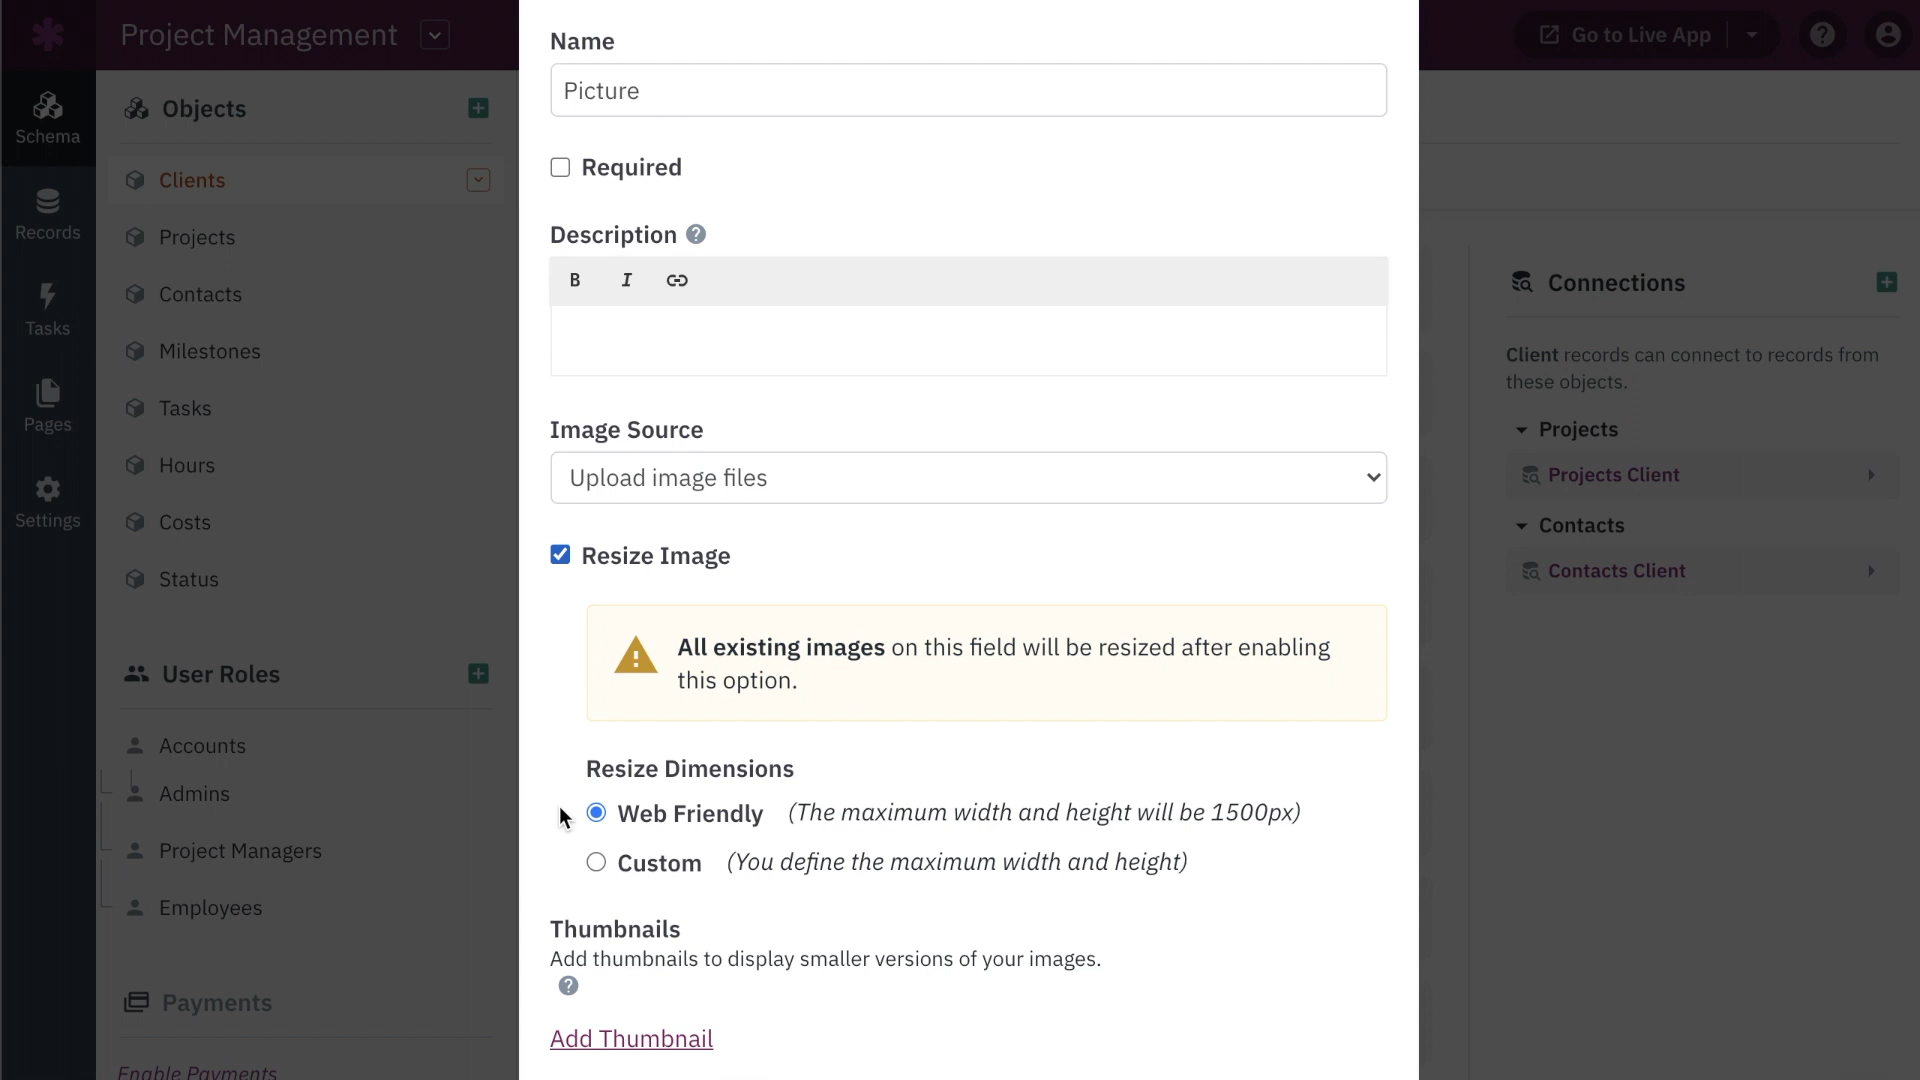 Project Management
Go to Live App
Schema
Records
Tasks
Pages
Settings
Objects
Clients
Projects
Contacts
Milestones
Tasks
Hours
Costs
Status
User Roles
Accounts
Admins
Project Managers
Employees
Payments
Enable Payments
Name
Picture
Required
Description
B I
Image Source
Upload image files
Resize Image
All existing images on this field will be resized after enabling
this option.
Resize Dimensions
Web Friendly (The maximum width and height will be 1500px)
Custom (You define the maximum width and height)
Thumbnails
Add thumbnails to display smaller versions of your images.
Add Thumbnail
Connections
Client records can connect to records from
these objects.
Projects
Projects Client
Contacts
Contacts Client